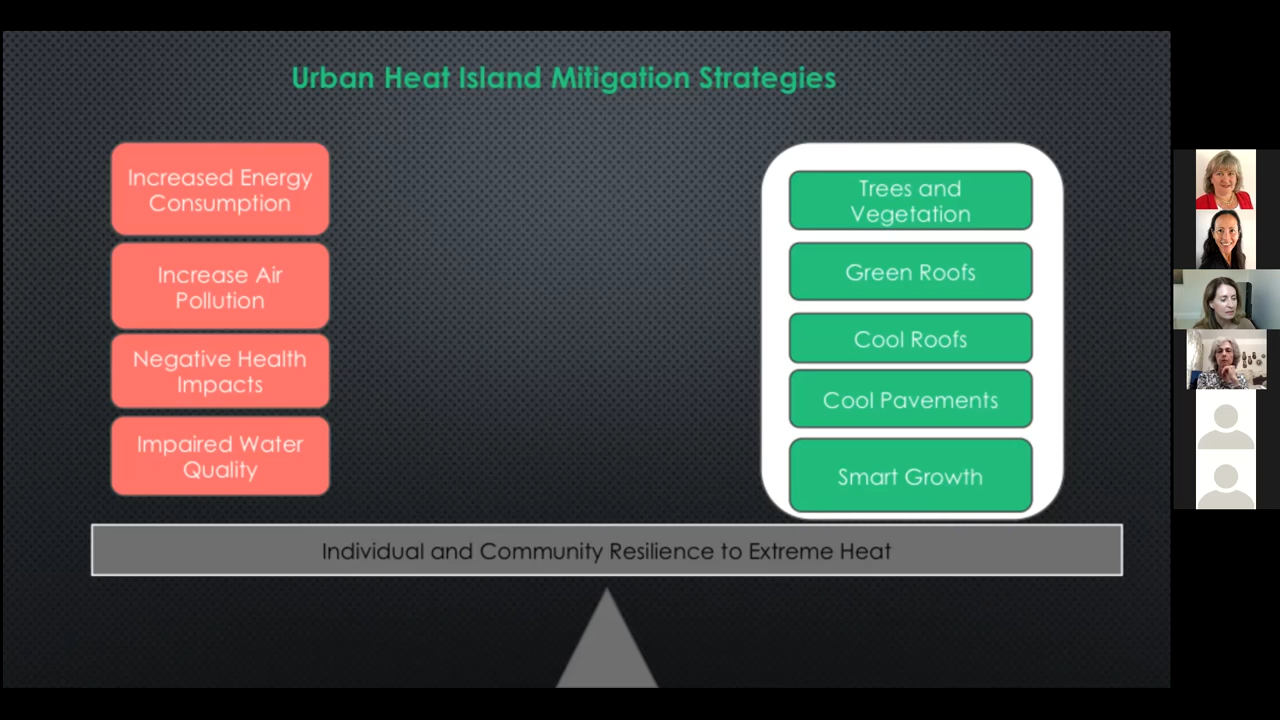 Urban Heat Island Mitigation Strategies
Increased Energy
Consumption
Increase Air
Pollution
Negative Health
Impacts
Impaired Water
Quality
Trees and
Vegetation
Green Roofs
Cool Roofs
Cool Pavements
Smart Growth
Individual and Community Resilience to Extreme Heat